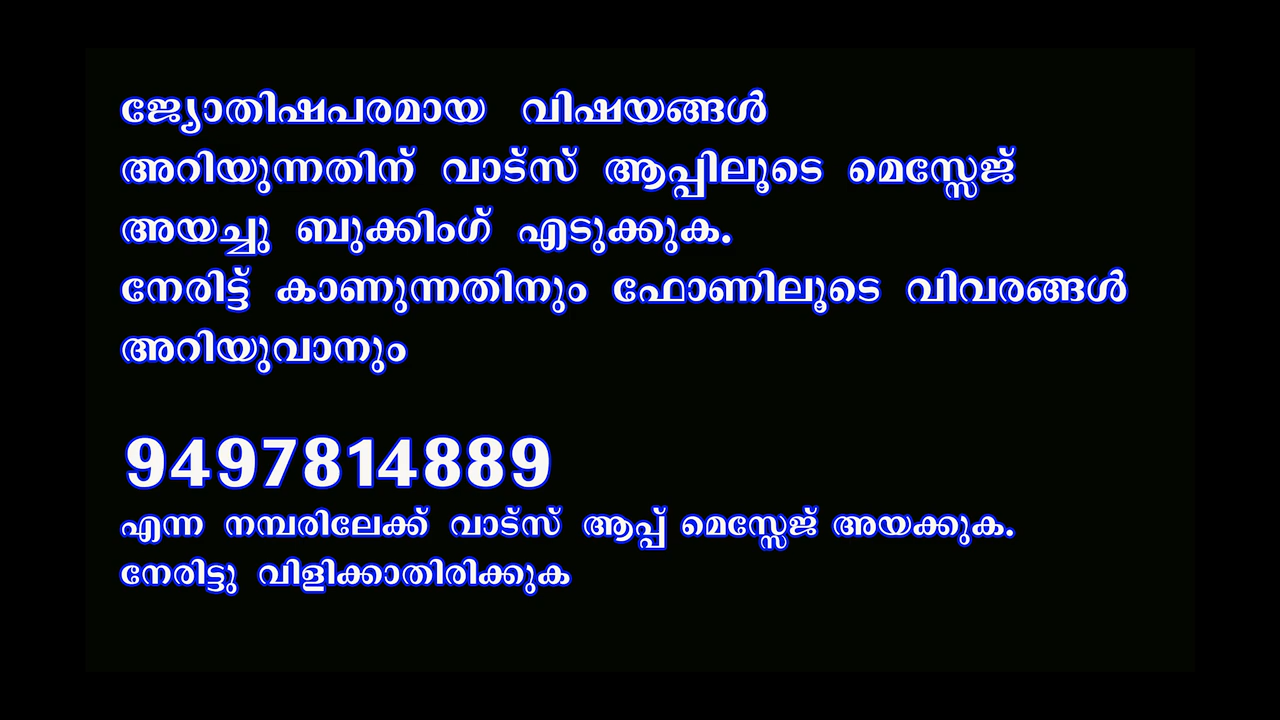 ജ്യോതിഷപരമായ വിഷയങ്ങൾ
അറിയുന്നതിന് വാട്സ് ആപ്പിലൂടെ മെസ്സേജ്
അയച്ചു ബുക്കിംഗ് എടുക്കുക.
നേരിട്ട് കാണുന്നതിനും ഫോണിലൂടെ വിവരങ്ങൾ
അറിയുവാനും
9497814889
എന്ന നമ്പരിലേക്ക് വാട്സ് ആപ്പ് മെസ്സേജ് അയക്കുക.
നേരിട്ടു വിളിക്കാതിരിക്കുക